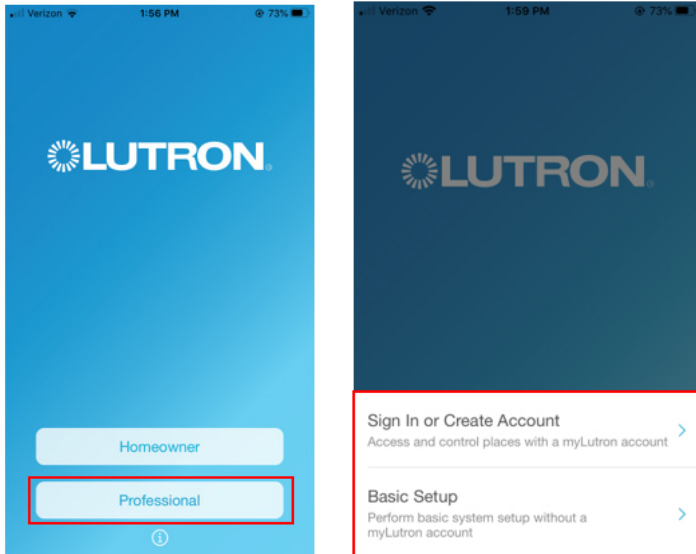 Verizon 1:56 PM 73%
LUTRON
Homeowner
Professional
Verizon 1:59 PM 73%
LUTRON
Sign In or Create Account
Access and control places with a myLutron account
Basic Setup
Perform basic system setup without a
myLutron account